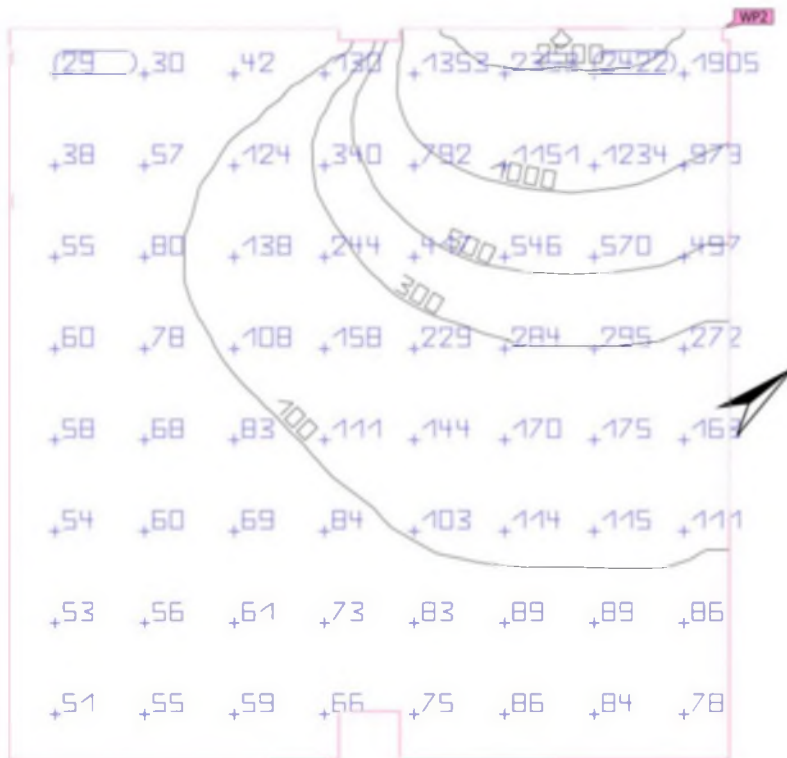 WP2
29 30 42 130 1353 2422 1905
38 57 124 340 782 1151 1234 979
1000
55 80 138 244 546 570 497
500
300
60 78 108 158 229 284 295 272
100
58 68 83 111 144 170 175 163
54 60 69 84 103 114 115 111
53 56 61 73 83 89 89 86
51 55 59 66 75 86 84 78